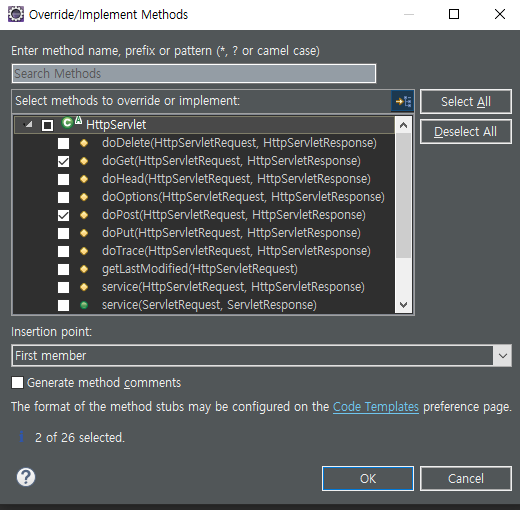 Override/Implement Methods
Enter method name, prefix or pattern (*, ? or camel case)
Search Methods
Select methods to override or implement:
Select All
Deselect All
HttpServlet
doDelete(HttpServletRequest, HttpServletResponse)
doGet(HttpServletRequest, HttpServletResponse)
doHead(HttpServletRequest, HttpServletResponse)
doOptions(HttpServletRequest, HttpServletResponse)
doPost(HttpServletRequest, HttpServletResponse)
doPut(HttpServletRequest, HttpServletResponse)
doTrace(HttpServletRequest, HttpServletResponse)
getLastModified(HttpServletRequest)
service(HttpServletRequest, HttpServletResponse)
service(ServletRequest, ServletResponse)
Insertion point:
First member
Generate method comments
The format of the method stubs may be configured on the Code Templates preference page.
2 of 26 selected.
OK
Cancel